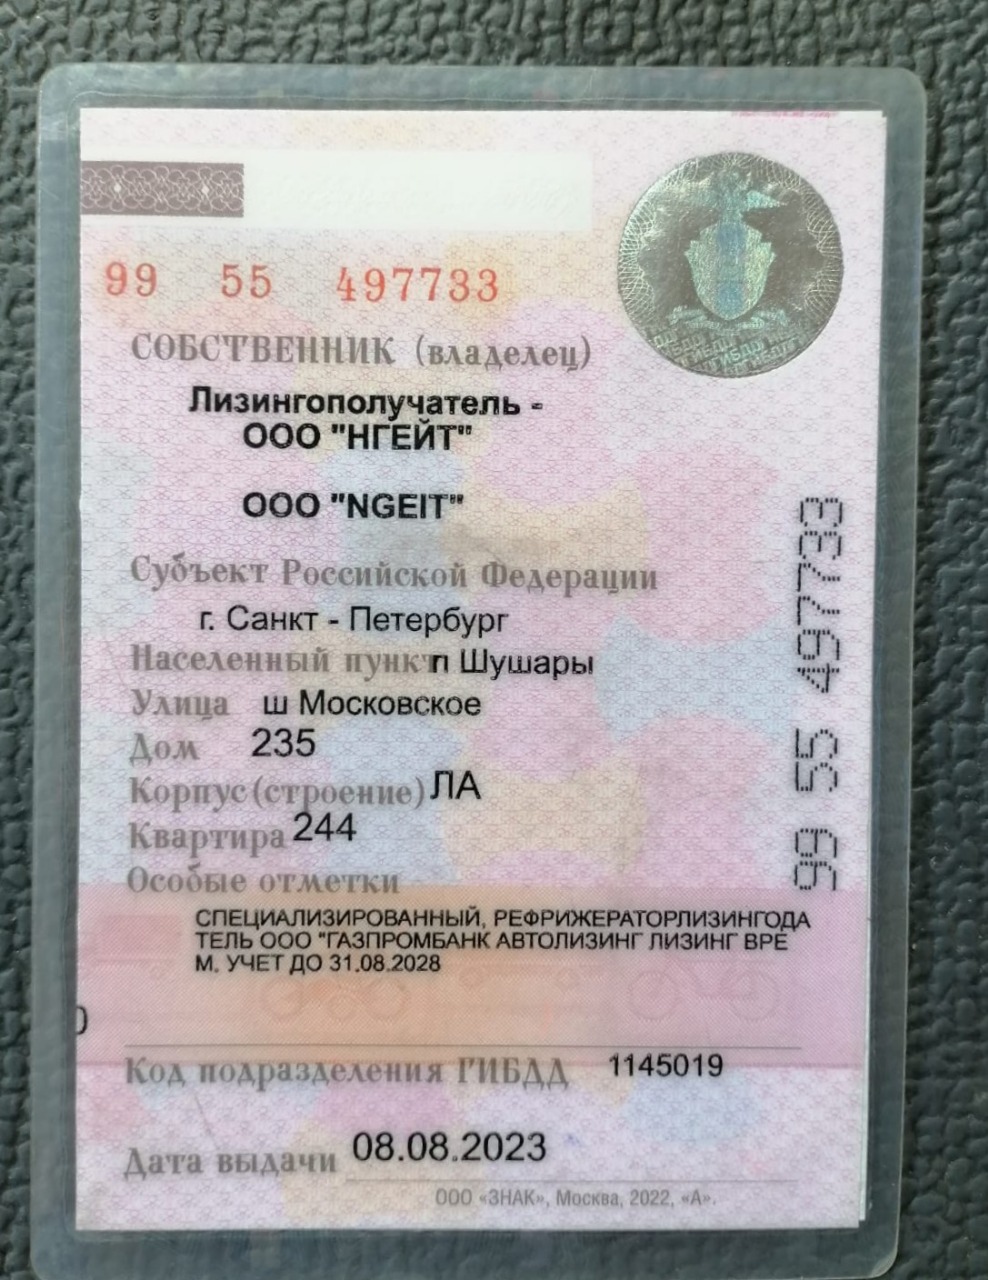 99 55 497733
СОБСТВЕННИК (владелец)
Лизингополучатель -
ООО "НГЕЙТ"
ООО "NGEIT"
Субъект Российской Федерации
г. Санкт - Петербург
Населенный пункт п Шушары
Улица ш Московское
Дом 235
Корпус (строение) ЛА
Квартира 244
Особые отметки
СПЕЦИАЛИЗИРОВАННЫЙ, РЕФРИЖЕРАТОРЛИЗИНГОДА
ТЕЛЬ ООО "ГАЗПРОМБАНК АВТОЛИЗИНГ ЛИЗИНГ ВРЕ
М. УЧЕТ ДО 31.08.2028
Код подразделения ГИБДД 1145019
Дата выдачи 08.08.2023
ООО «ЗНАК», Москва, 2022, «А».
99 55 497733